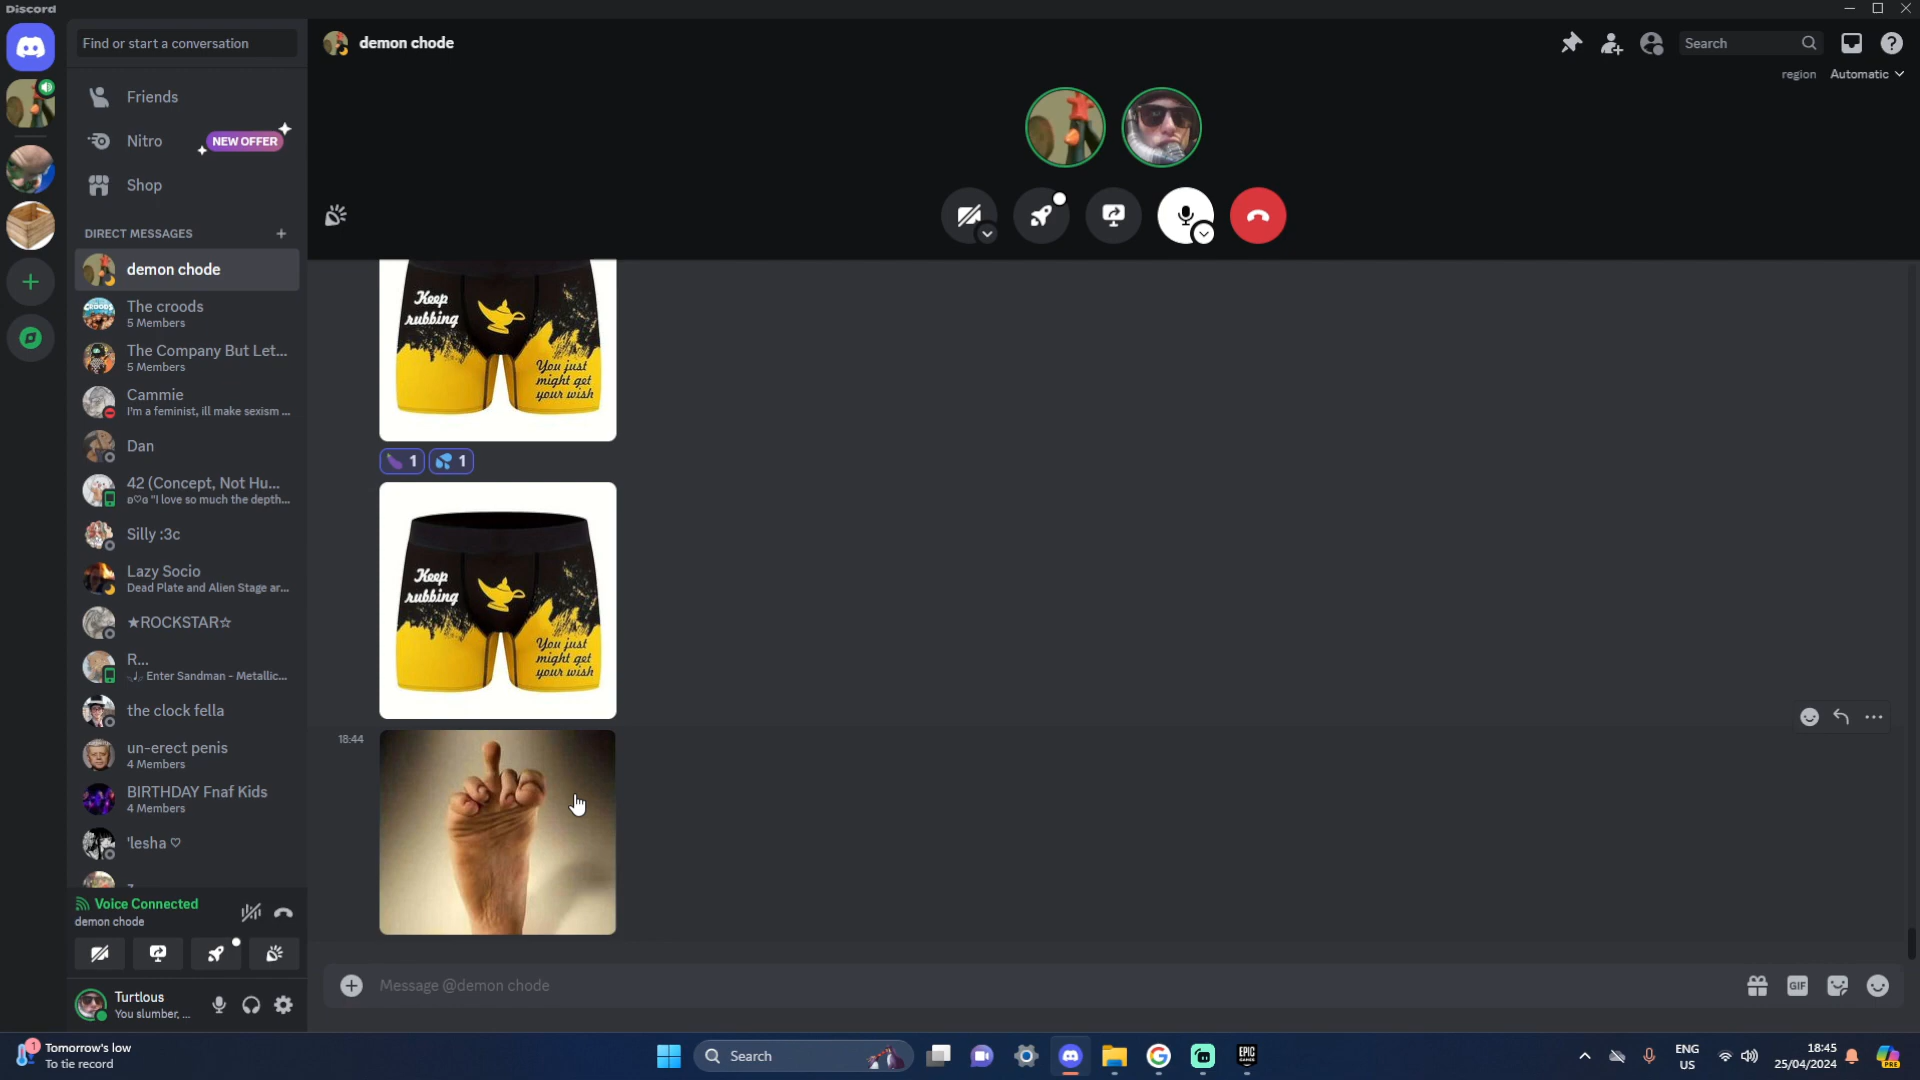 Discord
Find or start a conversation
demon chode
Search
region Automatic
Friends
Nitro
NEW OFFER
Shop
DIRECT MESSAGES
demon chode
The croods
5 Members
The Company But Let...
5 Members
Cammie
I'm a feminist, ill make sexism ...
Dan
42 (Concept, Not Hu...
ʚ♡ɞ "I love so much the depth...
Silly :3c
Lazy Socio
Dead Plate and Alien Stage ar...
★ROCKSTAR☆
R...
Enter Sandman - Metallic...
the clock fella
un-erect penis
4 Members
BIRTHDAY Fnaf Kids
4 Members
'lesha ♡
Voice Connected
demon chode
Turtlous
You slumber, ...
Keep
rubbing
You just
might get
your wish
1 1
Keep
rubbing
You just
might get
your wish
18:44
Message @demon chode
GIF
1
Tomorrow's low
To tie record
Search
EPIC
GAMES
ENG
US
18:45
25/04/2024
PRE